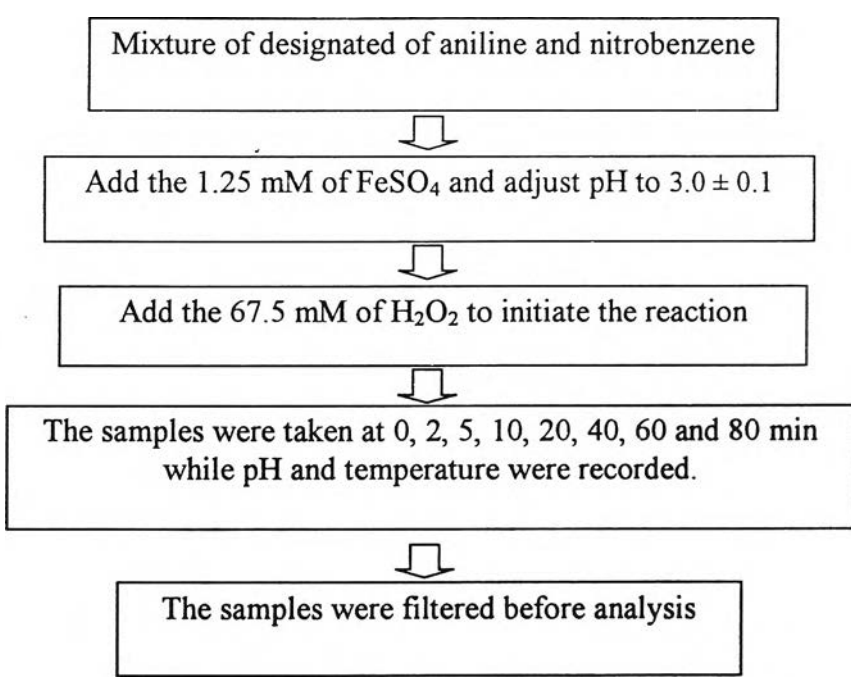 Mixture of designated of aniline and nitrobenzene
Add the 1.25 mM of FeSO₄ and adjust pH to 3.0 ± 0.1
Add the 67.5 mM of H₂O₂ to initiate the reaction
The samples were taken at 0, 2, 5, 10, 20, 40, 60 and 80 min
while pH and temperature were recorded.
The samples were filtered before analysis